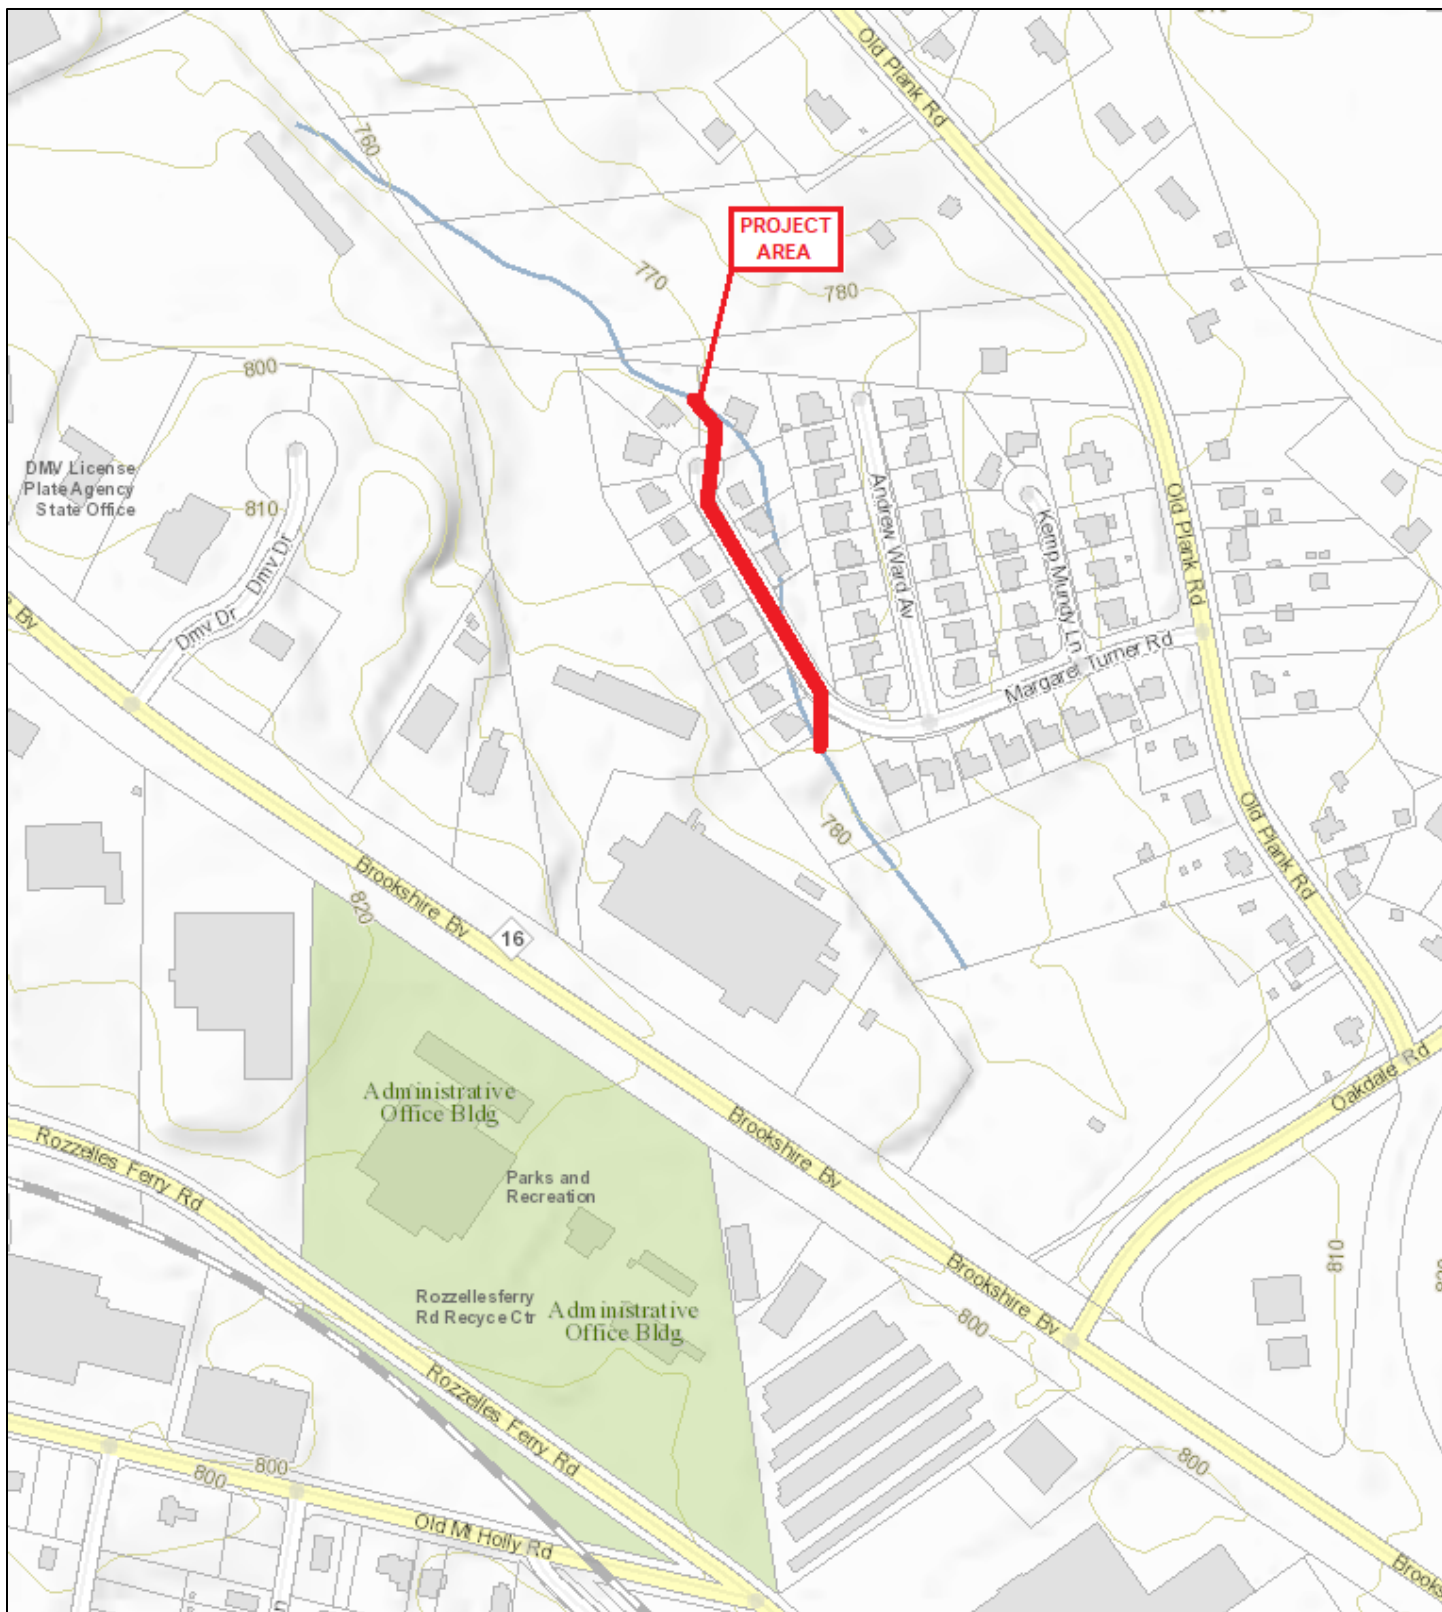 Old Plank Rd
760
PROJECT
AREA
770
780
800
DMV License
Plate Agency
State Office
810
Dmv Dr
Dmv Dr
Andrew Ward Av
Kemp Mundy Ln
Old Plank Rd
Margaret Turner Rd
Bv
780
Old Plank Rd
Brookshire Bv
820
16
Oakdale Rd
Administrative
Office Bldg
Brookshire Bv
Rozzelles Ferry Rd
Parks and
Recreation
Brookshire Bv
810
Rozzellesferry
Rd Recyce Ctr
Administrative
Office Bldg
800
Rozzelles Ferry Rd
800
800
800
Old Mt Holly Rd
Brooks